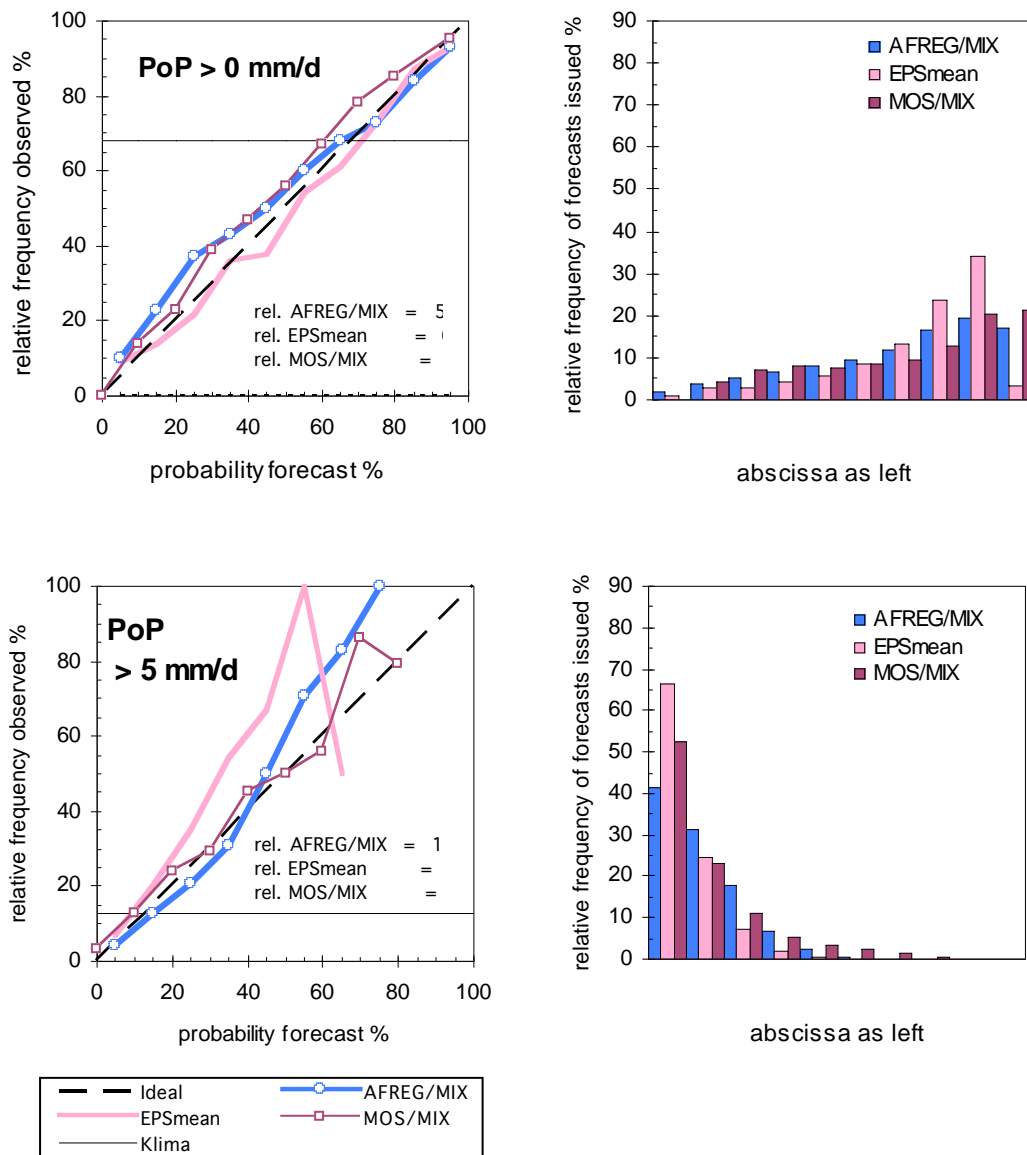 100
80
60
40
20
0
0
20
40
60
80
100
relative frequency observed %
PoP > 0 mm/d
rel. AFREG/MIX = 5
rel. EPSmean =
rel. MOS/MIX =
probability forecast %
90
80
70
60
50
40
30
20
10
0
relative frequency of forecasts issued %
AFREG/MIX
EPSmean
MOS/MIX
abscissa as left
100
80
60
40
20
0
0
20
40
60
80
100
relative frequency observed %
PoP
> 5 mm/d
rel. AFREG/MIX = 1
rel. EPSmean =
rel. MOS/MIX =
probability forecast %
90
80
70
60
50
40
30
20
10
0
relative frequency of forecasts issued %
AFREG/MIX
EPSmean
MOS/MIX
abscissa as left
Ideal
AFREG/MIX
EPSmean
MOS/MIX
Klima